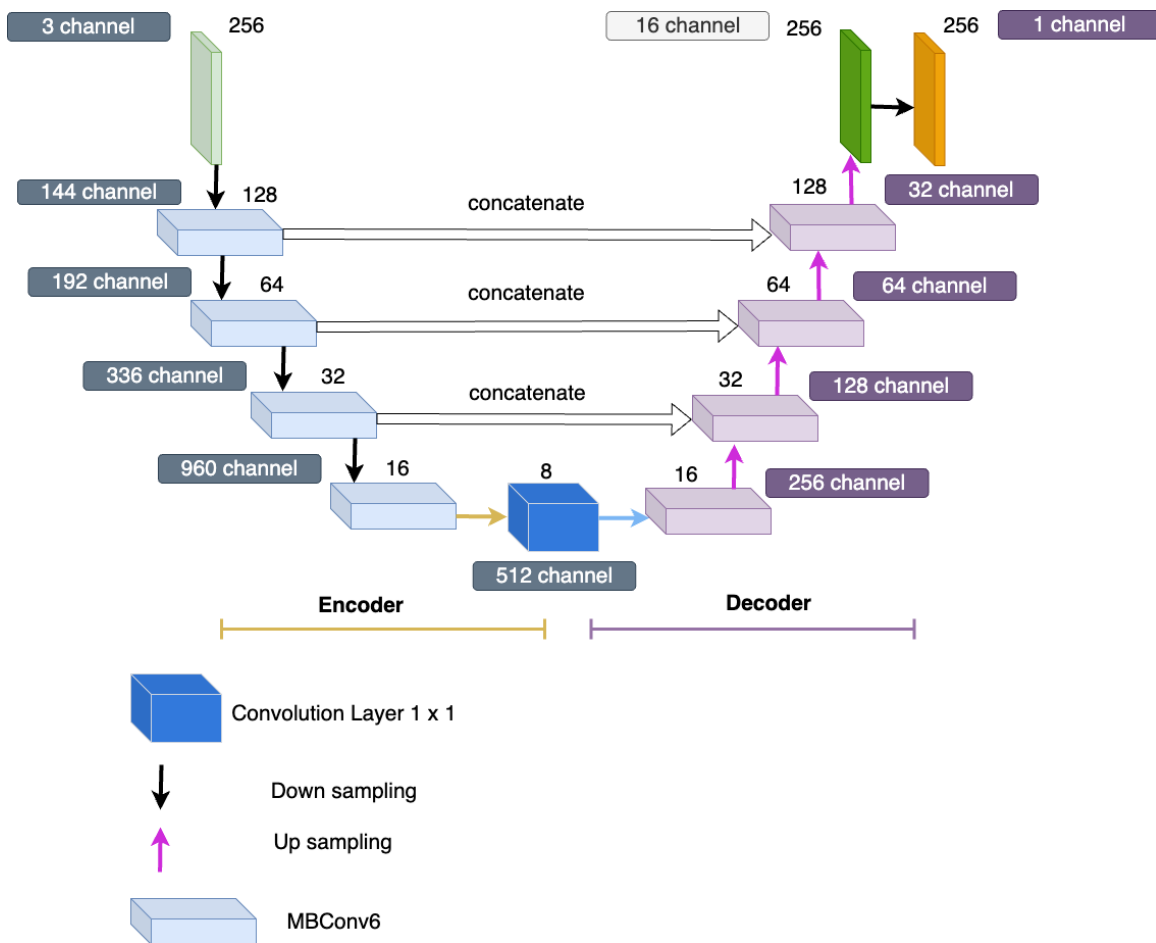 3 channel
256
16 channel
256
256
1 channel
144 channel
128
concatenate
128
32 channel
192 channel
64
concatenate
64
64 channel
336 channel
32
concatenate
32
128 channel
960 channel
16
8
16
256 channel
512 channel
Encoder
Decoder
Convolution Layer 1 x 1
Down sampling
Up sampling
MBConv6